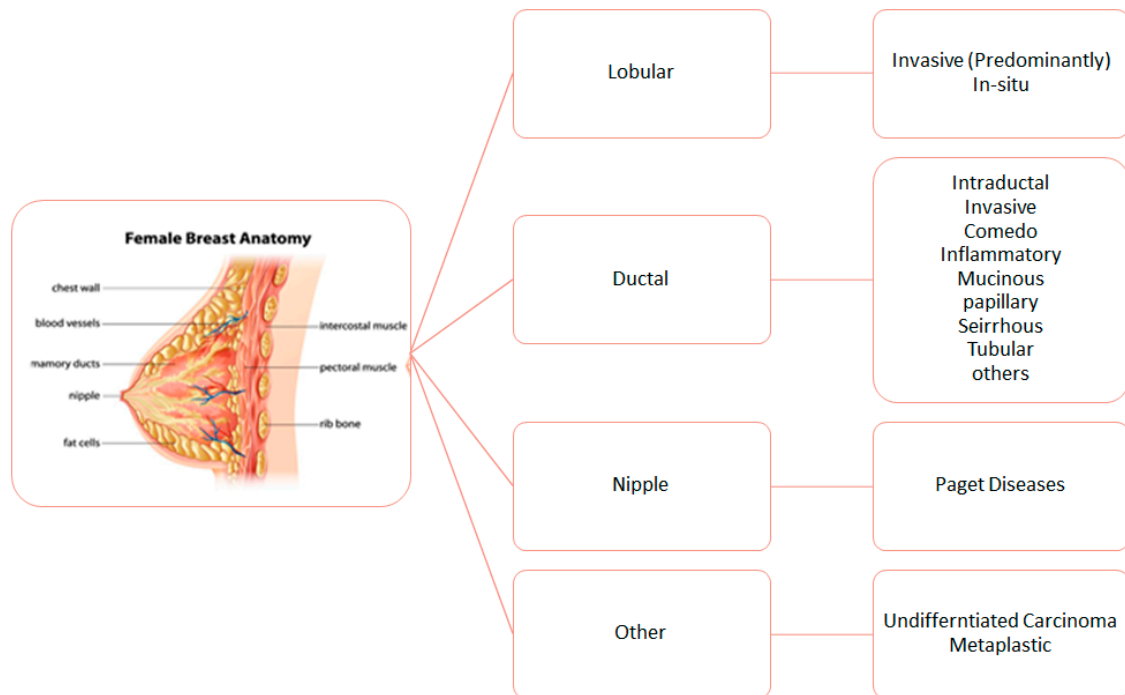 Female Breast Anatomy
chest wall
blood vessels
mamory ducts
nipple
fat cells
intercostal muscle
pectoral muscle
rib bone
Lobular
Invasive (Predominantly)
In-situ
Ductal
Intraductal
Invasive
Comedo
Inflammatory
Mucinous
papillary
Seirrhous
Tubular
others
Nipple
Paget Diseases
Other
Undifferntiated Carcinoma
Metaplastic